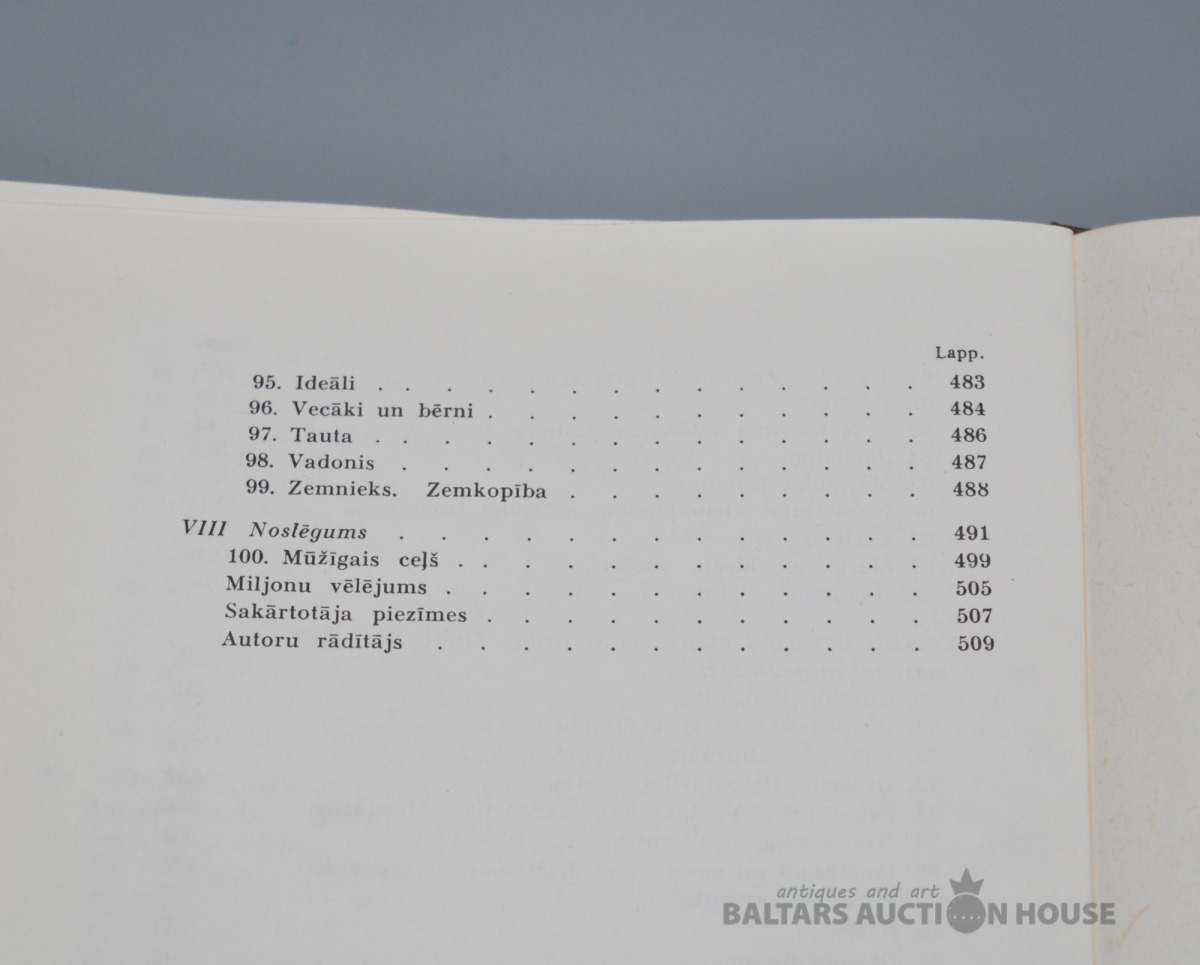 Lapp.
95. Ideāli . . . . . . . . . . . . . . 483
96. Vecāki un bērni . . . . . . . . . . . 484
97. Tauta . . . . . . . . . . . . . . 486
98. Vadonis . . . . . . . . . . . . . 487
99. Zemnieks. Zemkopība . . . . . . . . . 488
VIII Noslēgums . . . . . . . . . . . . . 491
100. Mūžīgais ceļš . . . . . . . . . . . . 499
Miljonu vēlējums . . . . . . . . . . . . 505
Sakārtotāja piezīmes . . . . . . . . . . . 507
Autoru rādītājs . . . . . . . . . . . . 509
antiques and art
BALTARS AUCTION HOUSE